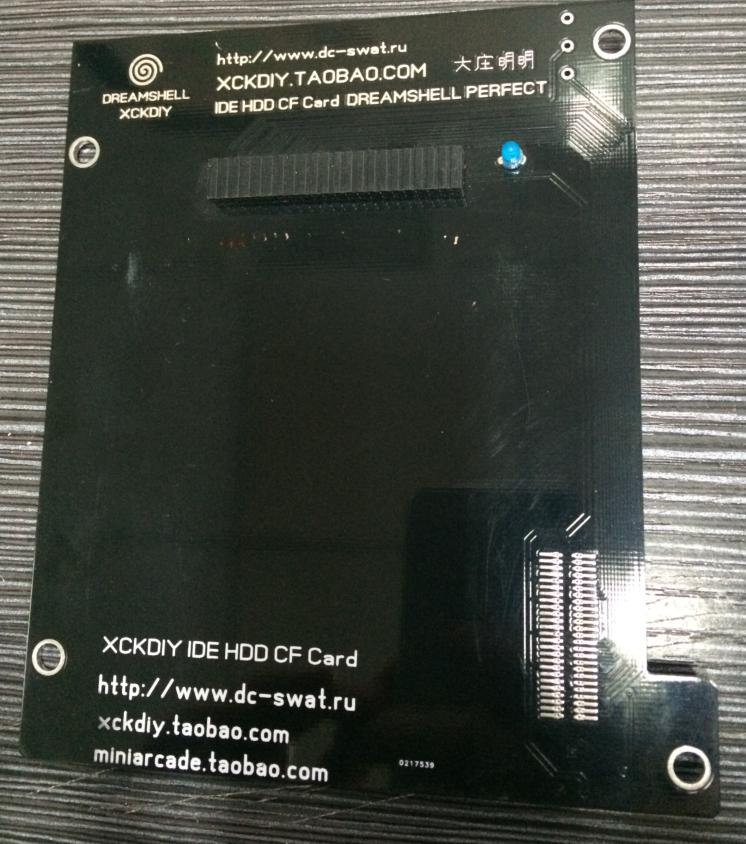 http://www.dc-swat.ru
XCKDIY.TAOBAO.COM 大庄明明
IDE HDD CF Card DREAMSHELL PERFECT
DREAMSHELL
XCKDIY
XCKDIY IDE HDD CF Card
http://www.dc-swat.ru
xckdiy.taobao.com
miniarcade.taobao.com
0217539